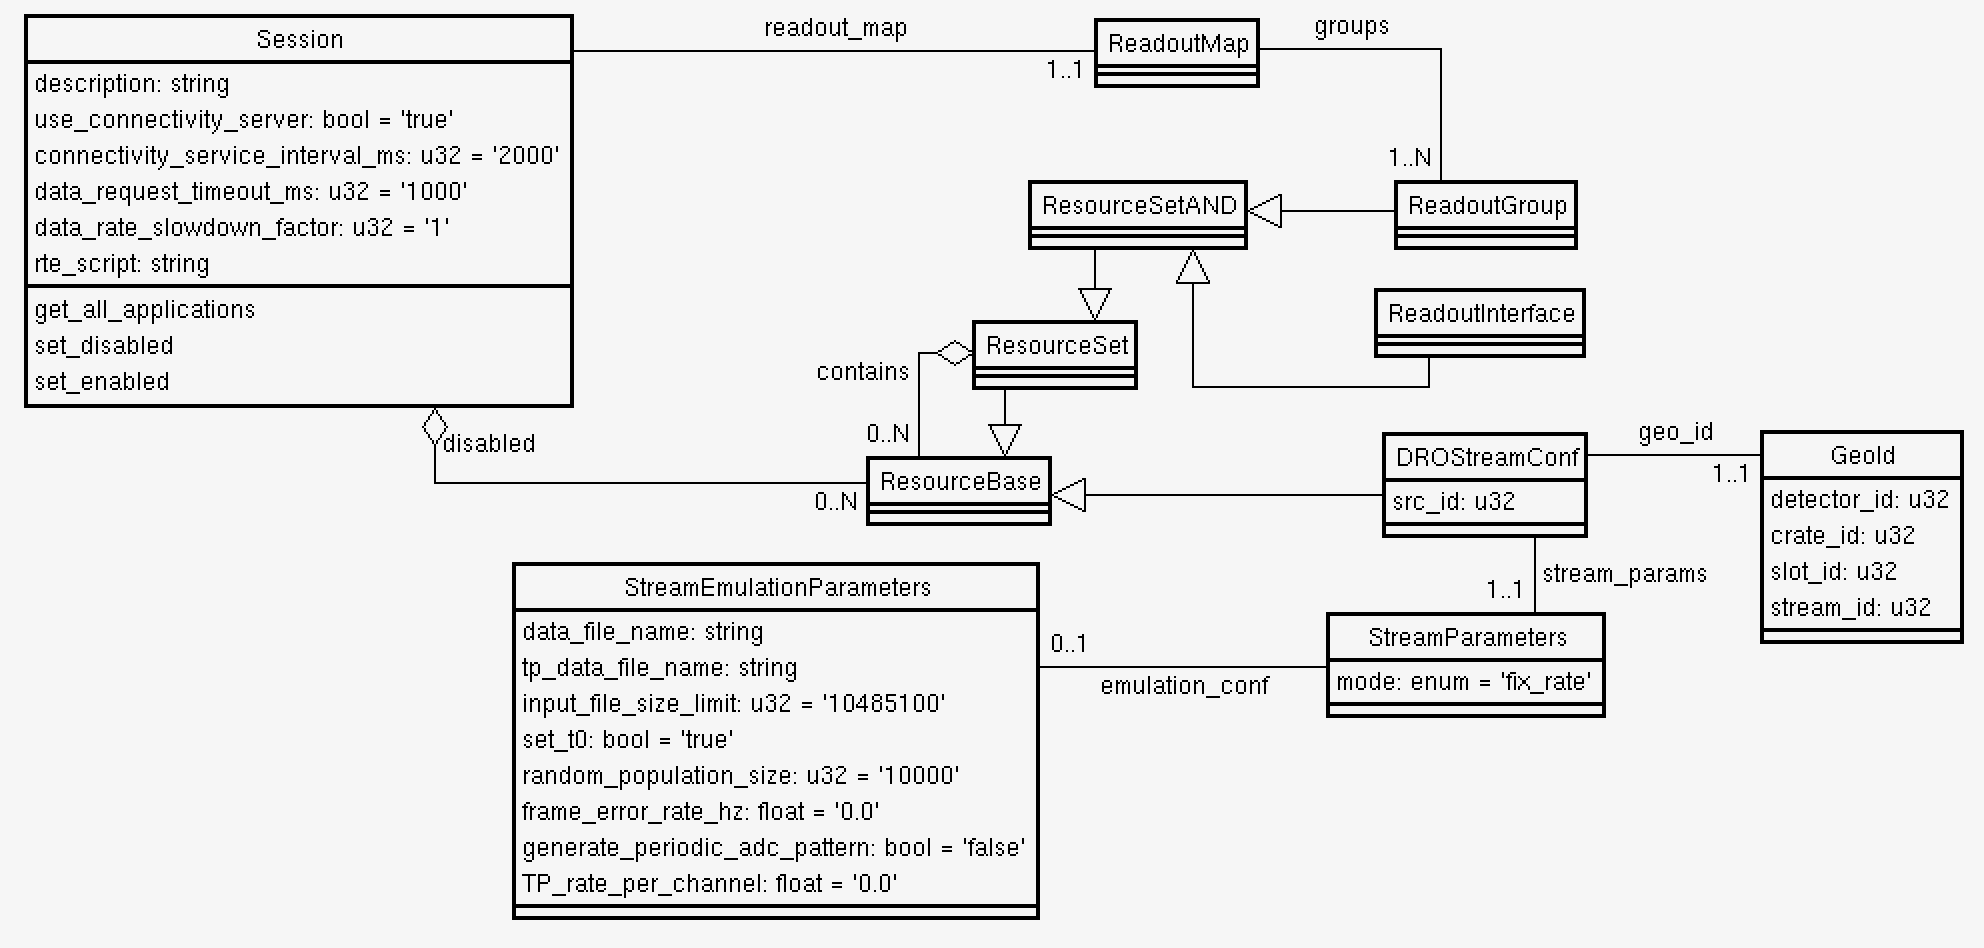 Session
description: string
use_connectivity_server: bool = 'true'
connectivity_service_interval_ms: u32 = '2000'
data_request_timeout_ms: u32 = '1000'
data_rate_slowdown_factor: u32 = '1'
rte_script: string
get_all_applications
set_disabled
set_enabled
readout_map
1..1
ReadoutMap
groups
1..N
ResourceSetAND
ReadoutGroup
ReadoutInterface
ResourceSet
contains
0..N
disabled
0..N
ResourceBase
DROStreamConf
src_id: u32
geo_id
1..1
GeoId
detector_id: u32
crate_id: u32
slot_id: u32
stream_id: u32
stream_params
1..1
StreamParameters
mode: enum = 'fix_rate'
0..1
emulation_conf
StreamEmulationParameters
data_file_name: string
tp_data_file_name: string
input_file_size_limit: u32 = '10485100'
set_t0: bool = 'true'
random_population_size: u32 = '10000'
frame_error_rate_hz: float = '0.0'
generate_periodic_adc_pattern: bool = 'false'
TP_rate_per_channel: float = '0.0'